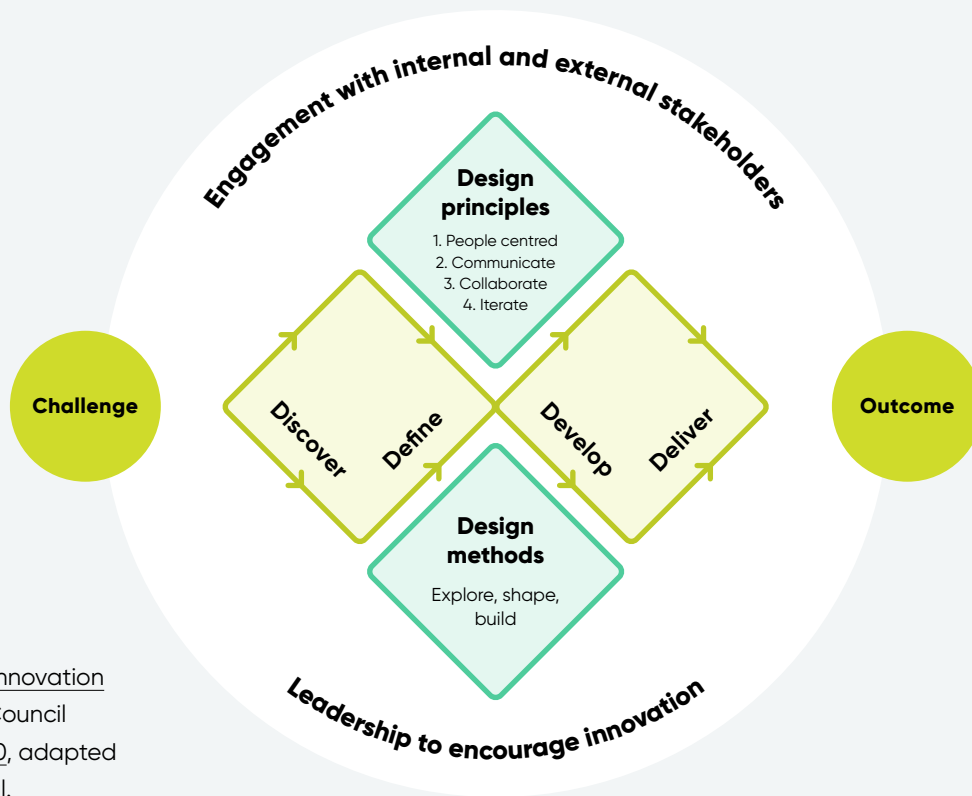 Engagement with internal and external stakeholders
Design
principles
1. People centred
2. Communicate
3. Collaborate
4. Iterate
Challenge
Discover
Define
Develop
Deliver
Outcome
Design
methods
Explore, shape,
build
Leadership to encourage innovation
nnovation
Council
0, adapted
l.